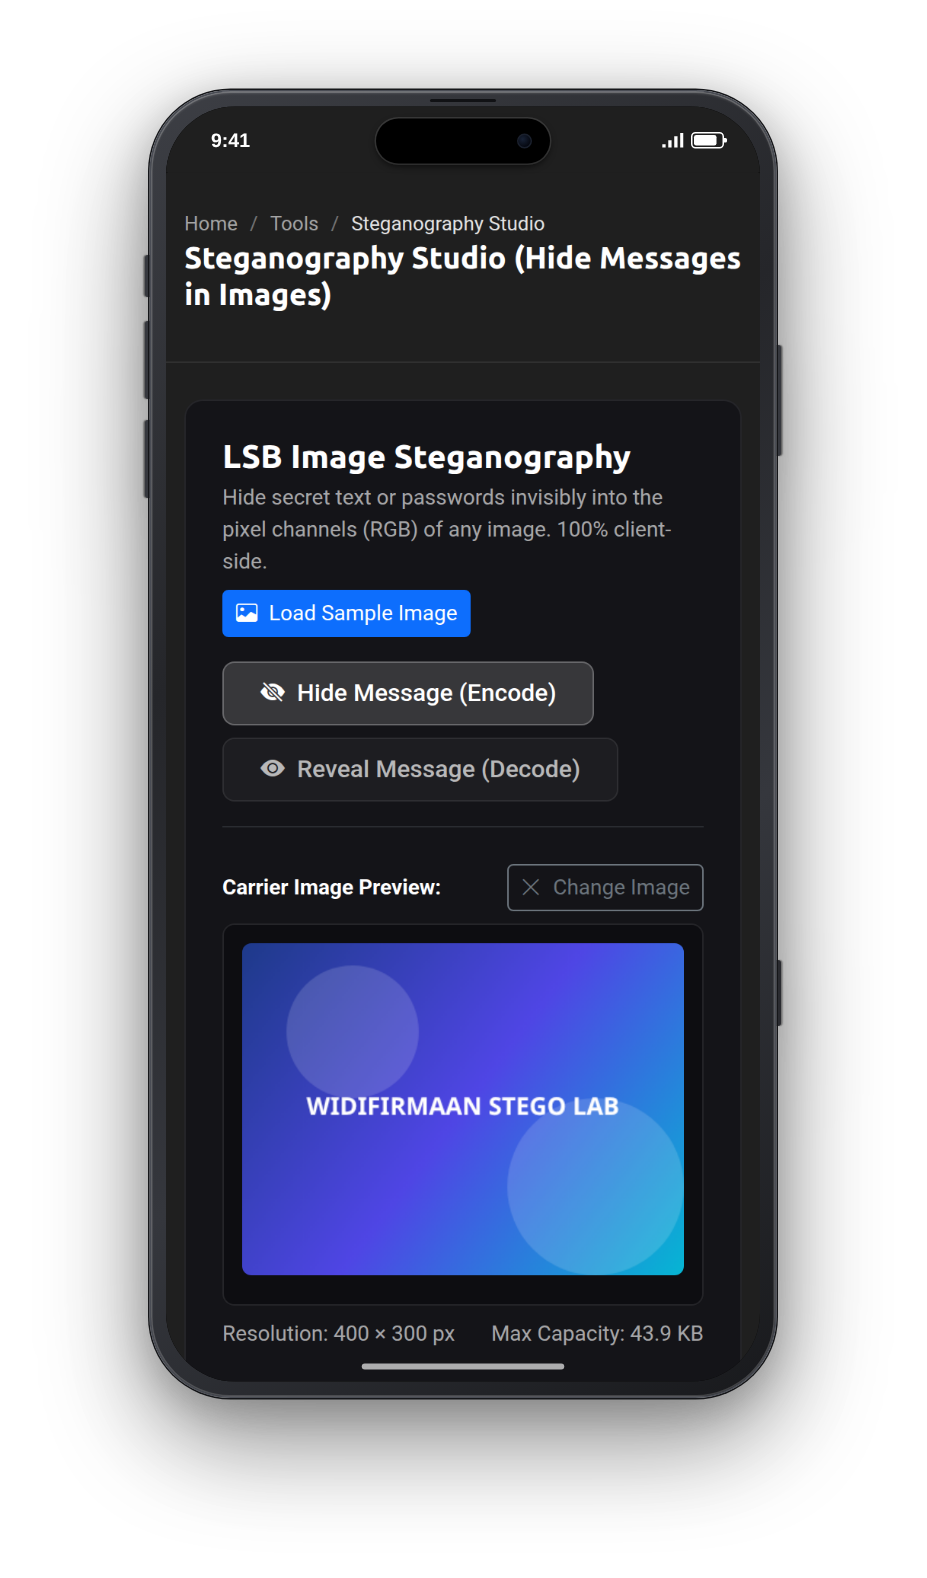 9:41
Home / Tools / Steganography Studio
Steganography Studio (Hide Messages
in Images)
LSB Image Steganography
Hide secret text or passwords invisibly into the
pixel channels (RGB) of any image. 100% client-
side.
Load Sample Image
Hide Message (Encode)
Reveal Message (Decode)
Carrier Image Preview:
Change Image
WIDIFIRMAAN STEGO LAB
Resolution: 400 × 300 px
Max Capacity: 43.9 KB